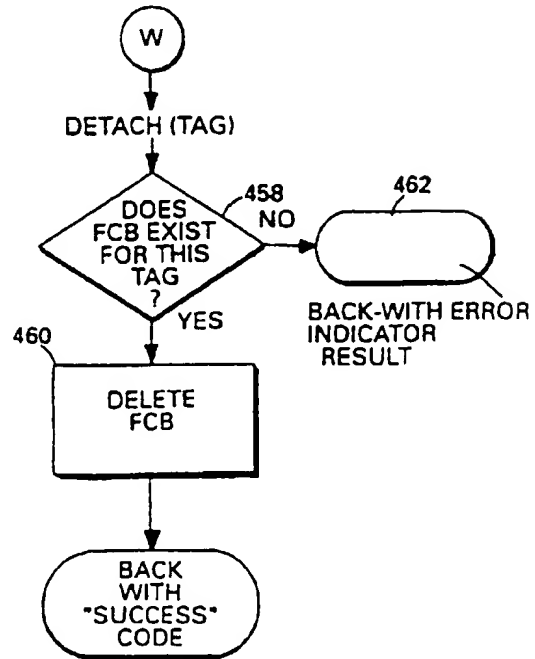 W
DETACH (TAG)
458
DOES
FCB EXIST
FOR THIS
TAG
?
NO
462
BACK-WITH ERROR
INDICATOR
RESULT
YES
460
DELETE
FCB
BACK
WITH
"SUCCESS"
CODE